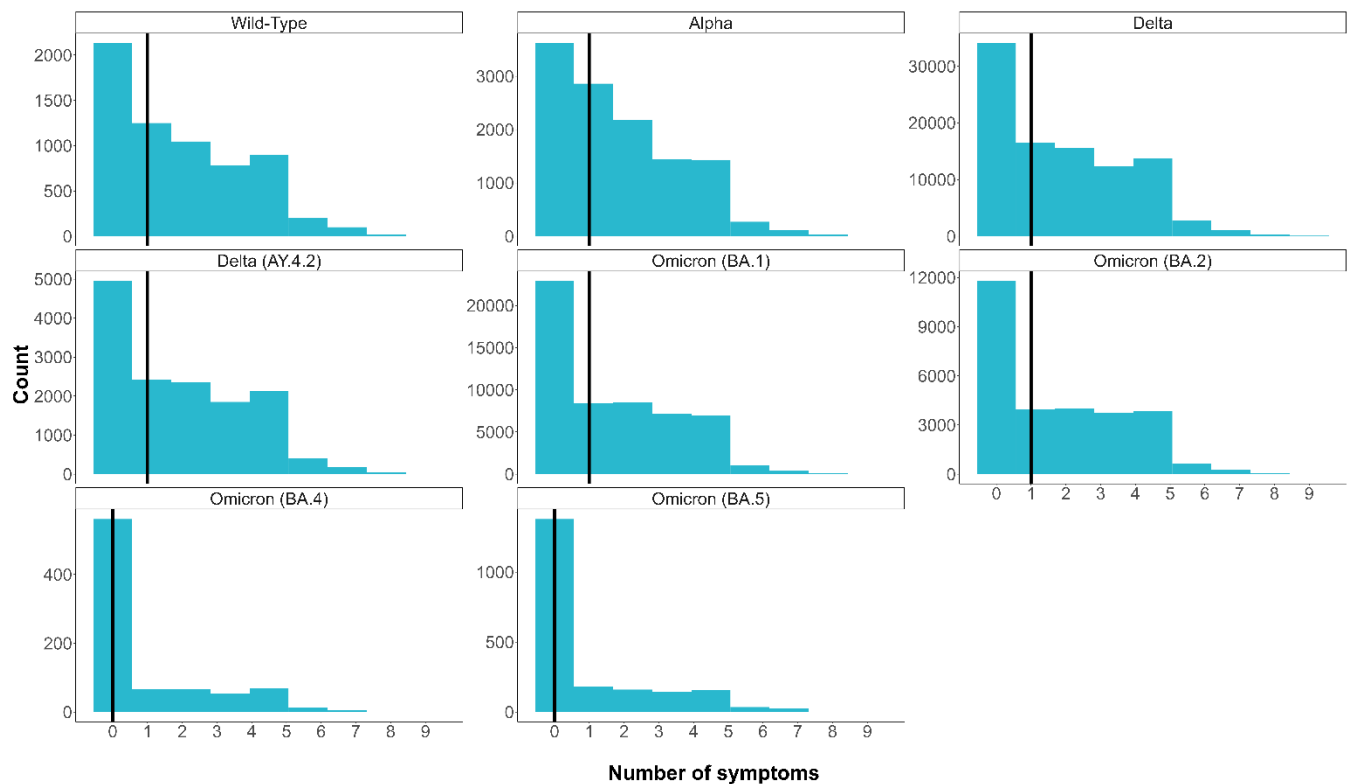 Wild-Type
Alpha
Delta
2000
1500
1000
500
0
3000
2000
1000
0
30000
20000
10000
0
Delta (AY.4.2)
Omicron (BA.1)
Omicron (BA.2)
Count
5000
4000
3000
2000
1000
0
20000
15000
10000
5000
0
12000
9000
6000
3000
0
0 1 2 3 4 5 6 7 8 9
Omicron (BA.4)
Omicron (BA.5)
400
200
0
1000
500
0
0 1 2 3 4 5 6 7 8 9
0 1 2 3 4 5 6 7 8 9
Number of symptoms